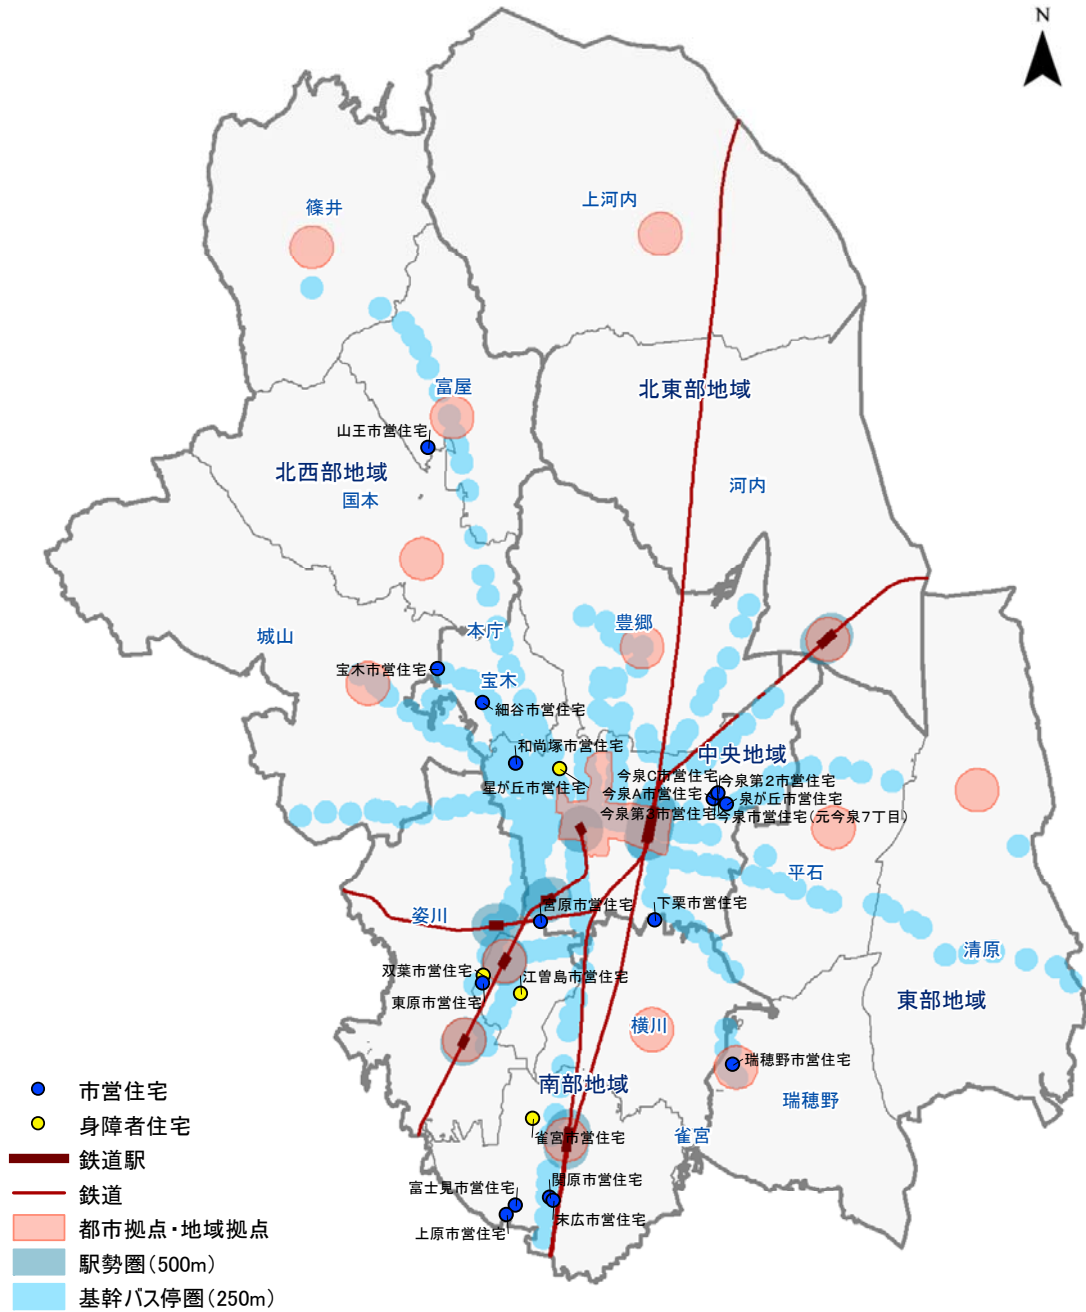 N
篠井
上河内
富屋
北東部地域
山王市営住宅
北西部地域
国本
河内
城山
本庁
豊郷
宝木市営住宅
宝木
細谷市営住宅
和尚塚市営住宅
中央地域
星が丘市営住宅
今泉C市営住宅
今泉第2市営住宅
今泉A市営住宅
泉が丘市営住宅
今泉第3市営住宅
今泉市営住宅(元今泉7丁目)
平石
姿川
宮原市営住宅
下栗市営住宅
清原
双葉市営住宅
江曽島市営住宅
東原市営住宅
東部地域
横川
瑞穂野市営住宅
南部地域
瑞穂野
雀宮市営住宅
雀宮
関原市営住宅
富士見市営住宅
末広市営住宅
上原市営住宅
市営住宅
身障者住宅
鉄道駅
鉄道
都市拠点・地域拠点
駅勢圏(500m)
基幹バス停圏(250m)